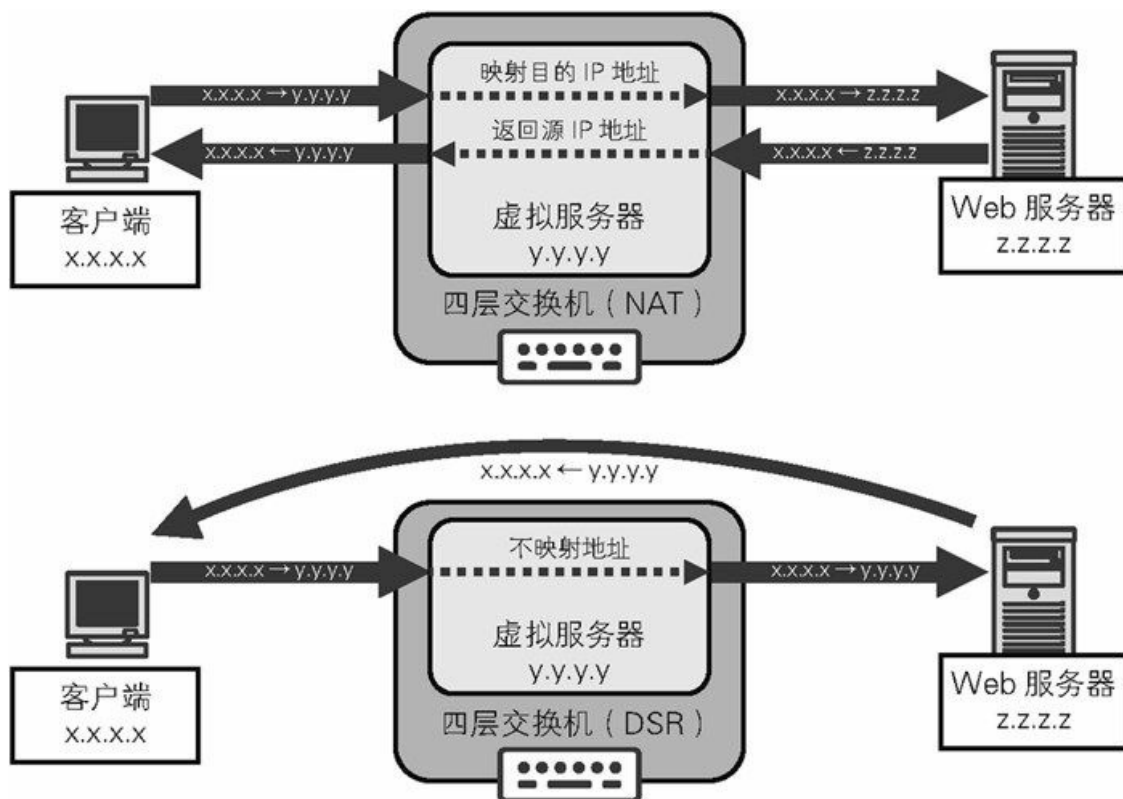 映射目的 IP 地址
x.x.x.x→y.y.y.y
x.x.x.x→z.z.z.z
返回源 IP 地址
x.x.x.x←y.y.y.y
x.x.x.x←z.z.z.z
客户端
x.x.x.x
虚拟服务器
y.y.y.y
四层交换机（NAT）
Web 服务器
z.z.z.z
x.x.x.x←y.y.y.y
不映射地址
x.x.x.x→y.y.y.y
x.x.x.x→y.y.y.y
客户端
x.x.x.x
虚拟服务器
y.y.y.y
四层交换机（DSR）
Web 服务器
z.z.z.z